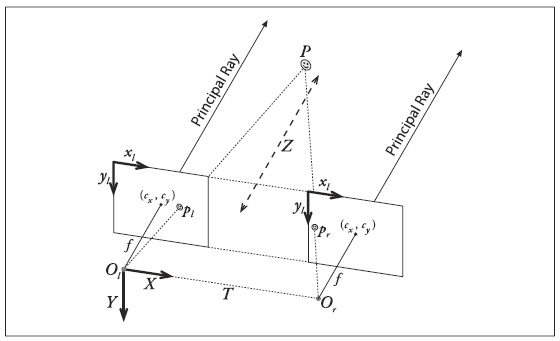 Principal Ray
P
Principal Ray
Z
x_l
y_l
(c_x, c_y)
p_l
f
x_l
y_l
(c_x, c_y)
p_r
f
O_l
X
T
O_r
Y